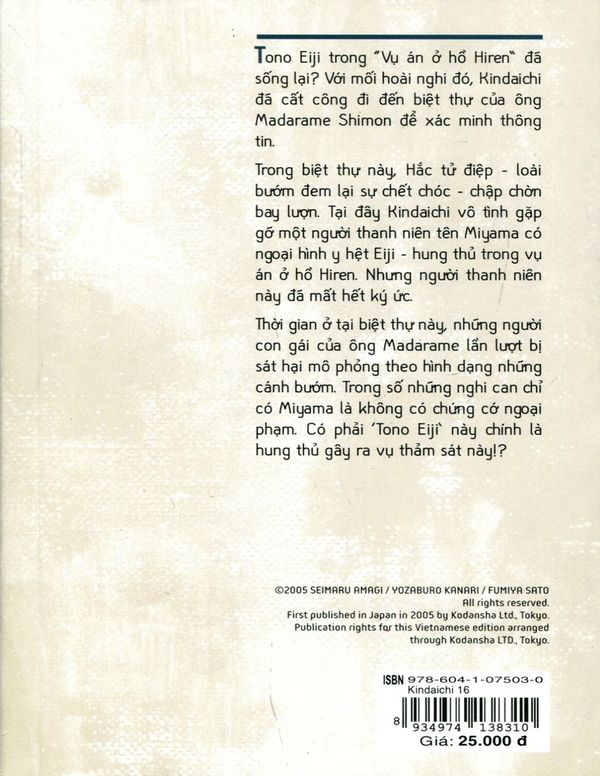 Tono Eiji trong "Vụ án ở hồ Hiren" đã
sống lại? Với mối hoài nghi đó, Kindaichi
đã cất công đi đến biệt thự của ông
Madarame Shimon để xác minh thông
tin.
Trong biệt thự này, Hắc tử điệp - loài
bướm đem lại sự chết chóc - chập chờn
bay lượn. Tại đây Kindaichi vô tình gặp
gỡ một người thanh niên tên Miyama có
ngoại hình y hệt Eiji - hung thủ trong vụ
án ở hồ Hiren. Nhưng người thanh niên
này đã mất hết ký ức.
Thời gian ở tại biệt thự này, những người
con gái của ông Madarame lần lượt bị
sát hại mô phỏng theo hình dạng những
cánh bướm. Trong số những nghi can chỉ
có Miyama là không có chứng cớ ngoại
phạm. Có phải 'Tono Eiji' này chính là
hung thủ gây ra vụ thảm sát này!?
©2005 SEIMARU AMAGI / YOZABURO KANARI / FUMIYA SATO
All rights reserved.
First published in Japan in 2005 by Kodansha Ltd., Tokyo.
Publication rights for this Vietnamese edition arranged
through Kodansha LTD., Tokyo.
ISBN 978-604-1-07503-0
Kindaichi 16
8 934974 138310
Giá: 25.000 đ